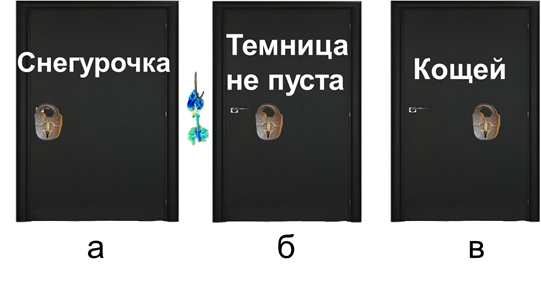 Снегурочка
Темница
не пуста
Кощей
а
б
в